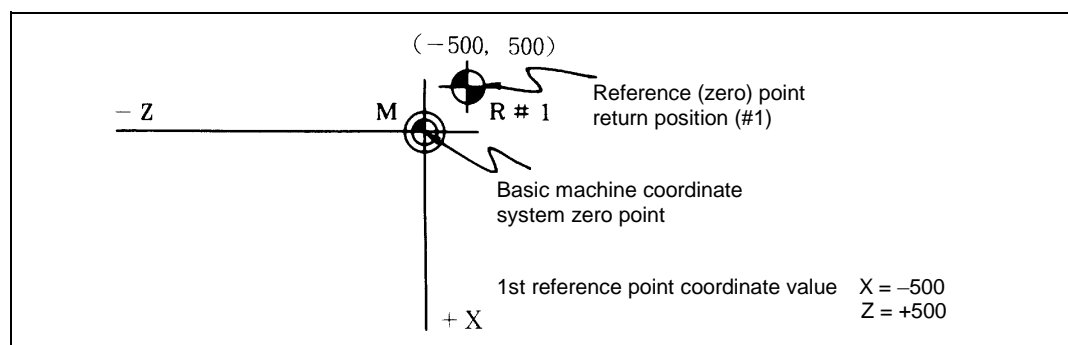 (-500, 500)
Reference (zero) point
return position (#1)
- Z
M
R # 1
Basic machine coordinate
system zero point
1st reference point coordinate value X = –500
Z = +500
+ X